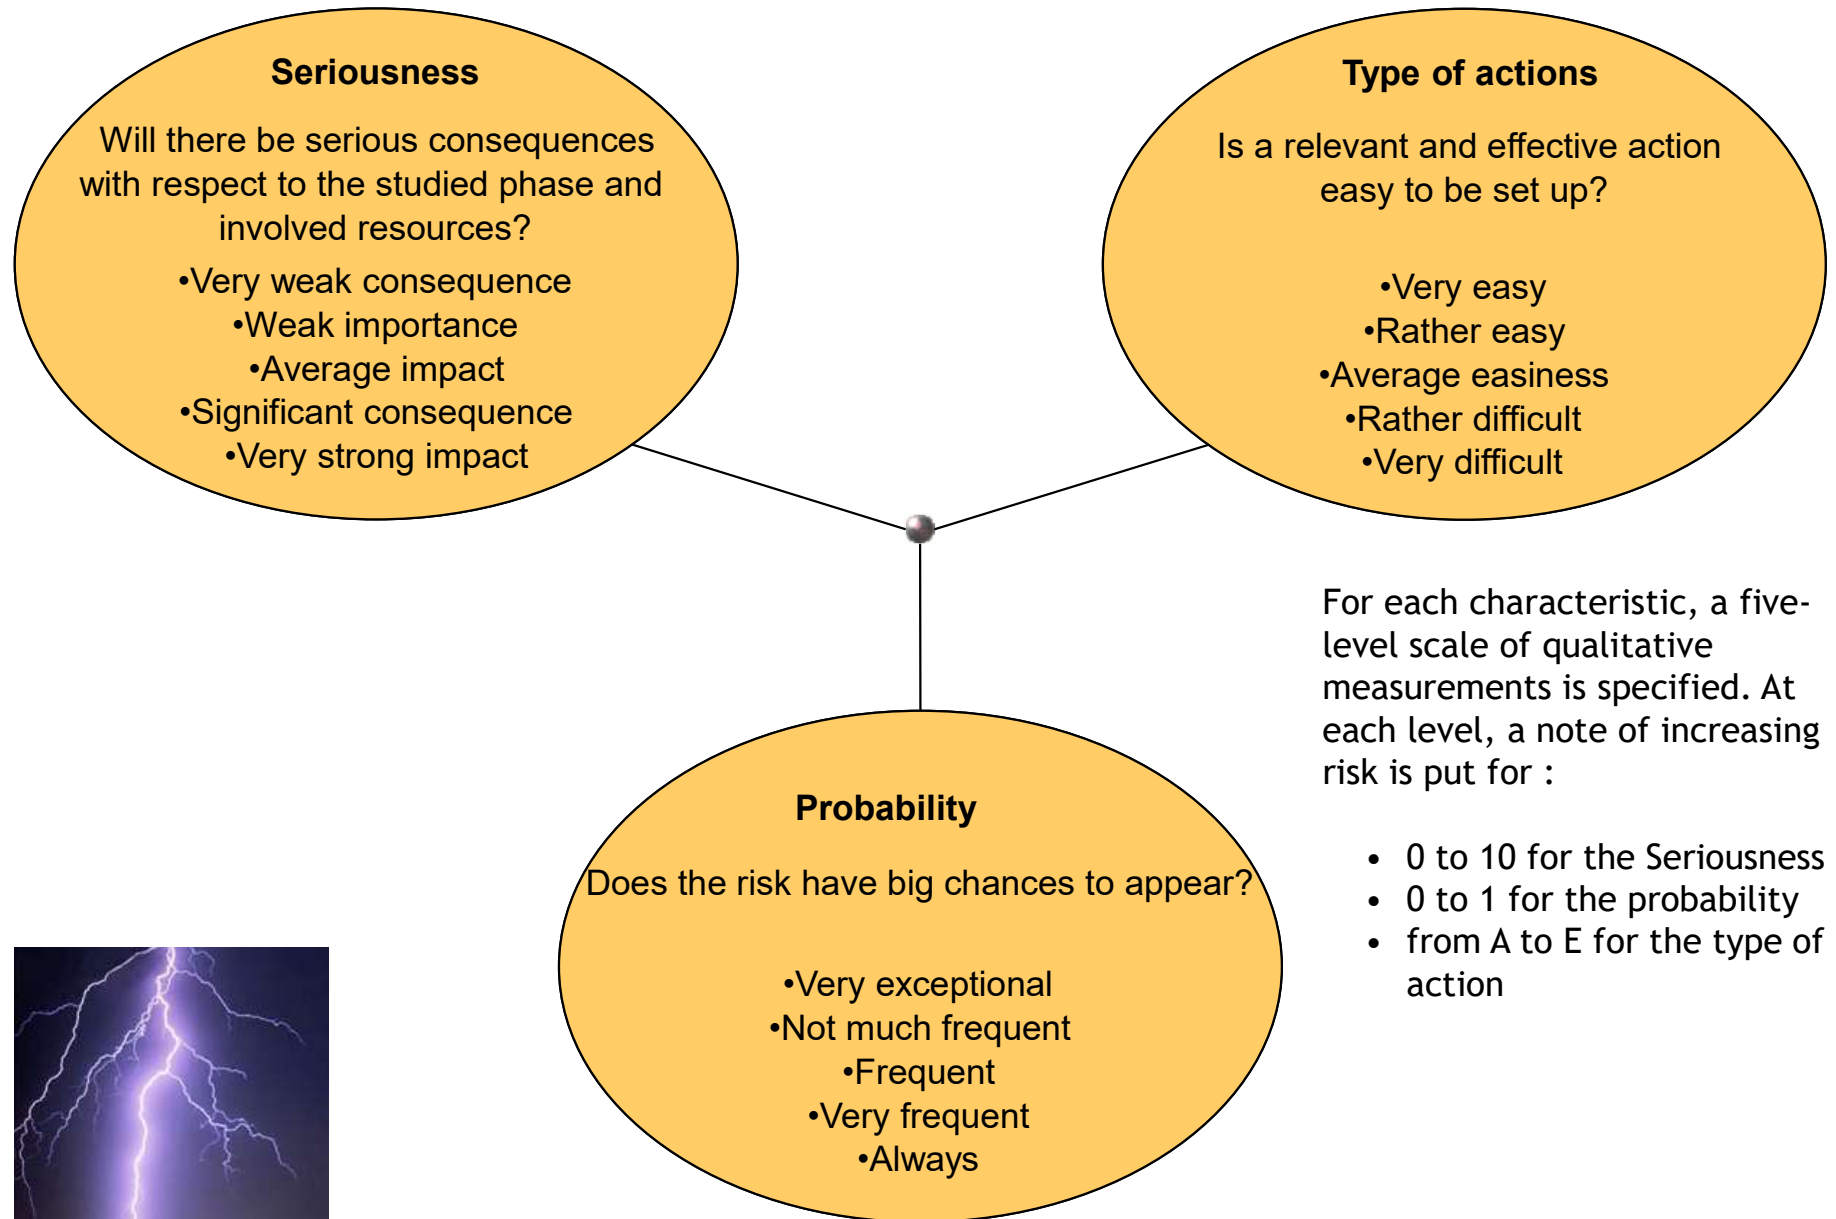 Seriousness
Will there be serious consequences
with respect to the studied phase and
involved resources?
•Very weak consequence
•Weak importance
•Average impact
•Significant consequence
•Very strong impact
Type of actions
Is a relevant and effective action
easy to be set up?
•Very easy
•Rather easy
•Average easiness
•Rather difficult
•Very difficult
Probability
Does the risk have big chances to appear?
•Very exceptional
•Not much frequent
•Frequent
•Very frequent
•Always
For each characteristic, a five-
level scale of qualitative
measurements is specified. At
each level, a note of increasing
risk is put for :
• 0 to 10 for the Seriousness
• 0 to 1 for the probability
• from A to E for the type of
action